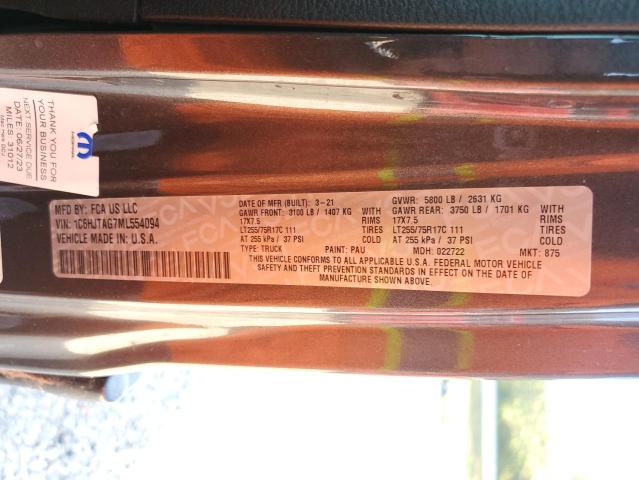 THANK YOU FOR
YOUR BUSINESS
DATE: 06/27/23
NEXT SERVICE DUE
MILES: 31012
MFD BY: FCA US LLC
VIN: 1C6HJTAG7ML554094
VEHICLE MADE IN U.S.A.
DATE OF MFR (BUILT): 3-21
GAWR FRONT: 3100 LB / 1407 KG
17X7.5 RIMS
LT255/75R17C 111 TIRES
AT 255 kPa / 37 PSI COLD
TYPE: TRUCK
PAINT: PAU
GVWR: 5800 LB / 2631 KG
GAWR REAR: 3750 LB / 1701 KG
17X7.5 RIMS
LT255/75R17C 111 TIRES
AT 255 kPa / 37 PSI COLD
MDH: 022722
MKT: 875
THIS VEHICLE CONFORMS TO ALL APPLICABLE U.S.A. FEDERAL MOTOR VEHICLE
SAFETY AND THEFT PREVENTION STANDARDS IN EFFECT ON THE DATE OF
MANUFACTURE SHOWN ABOVE.